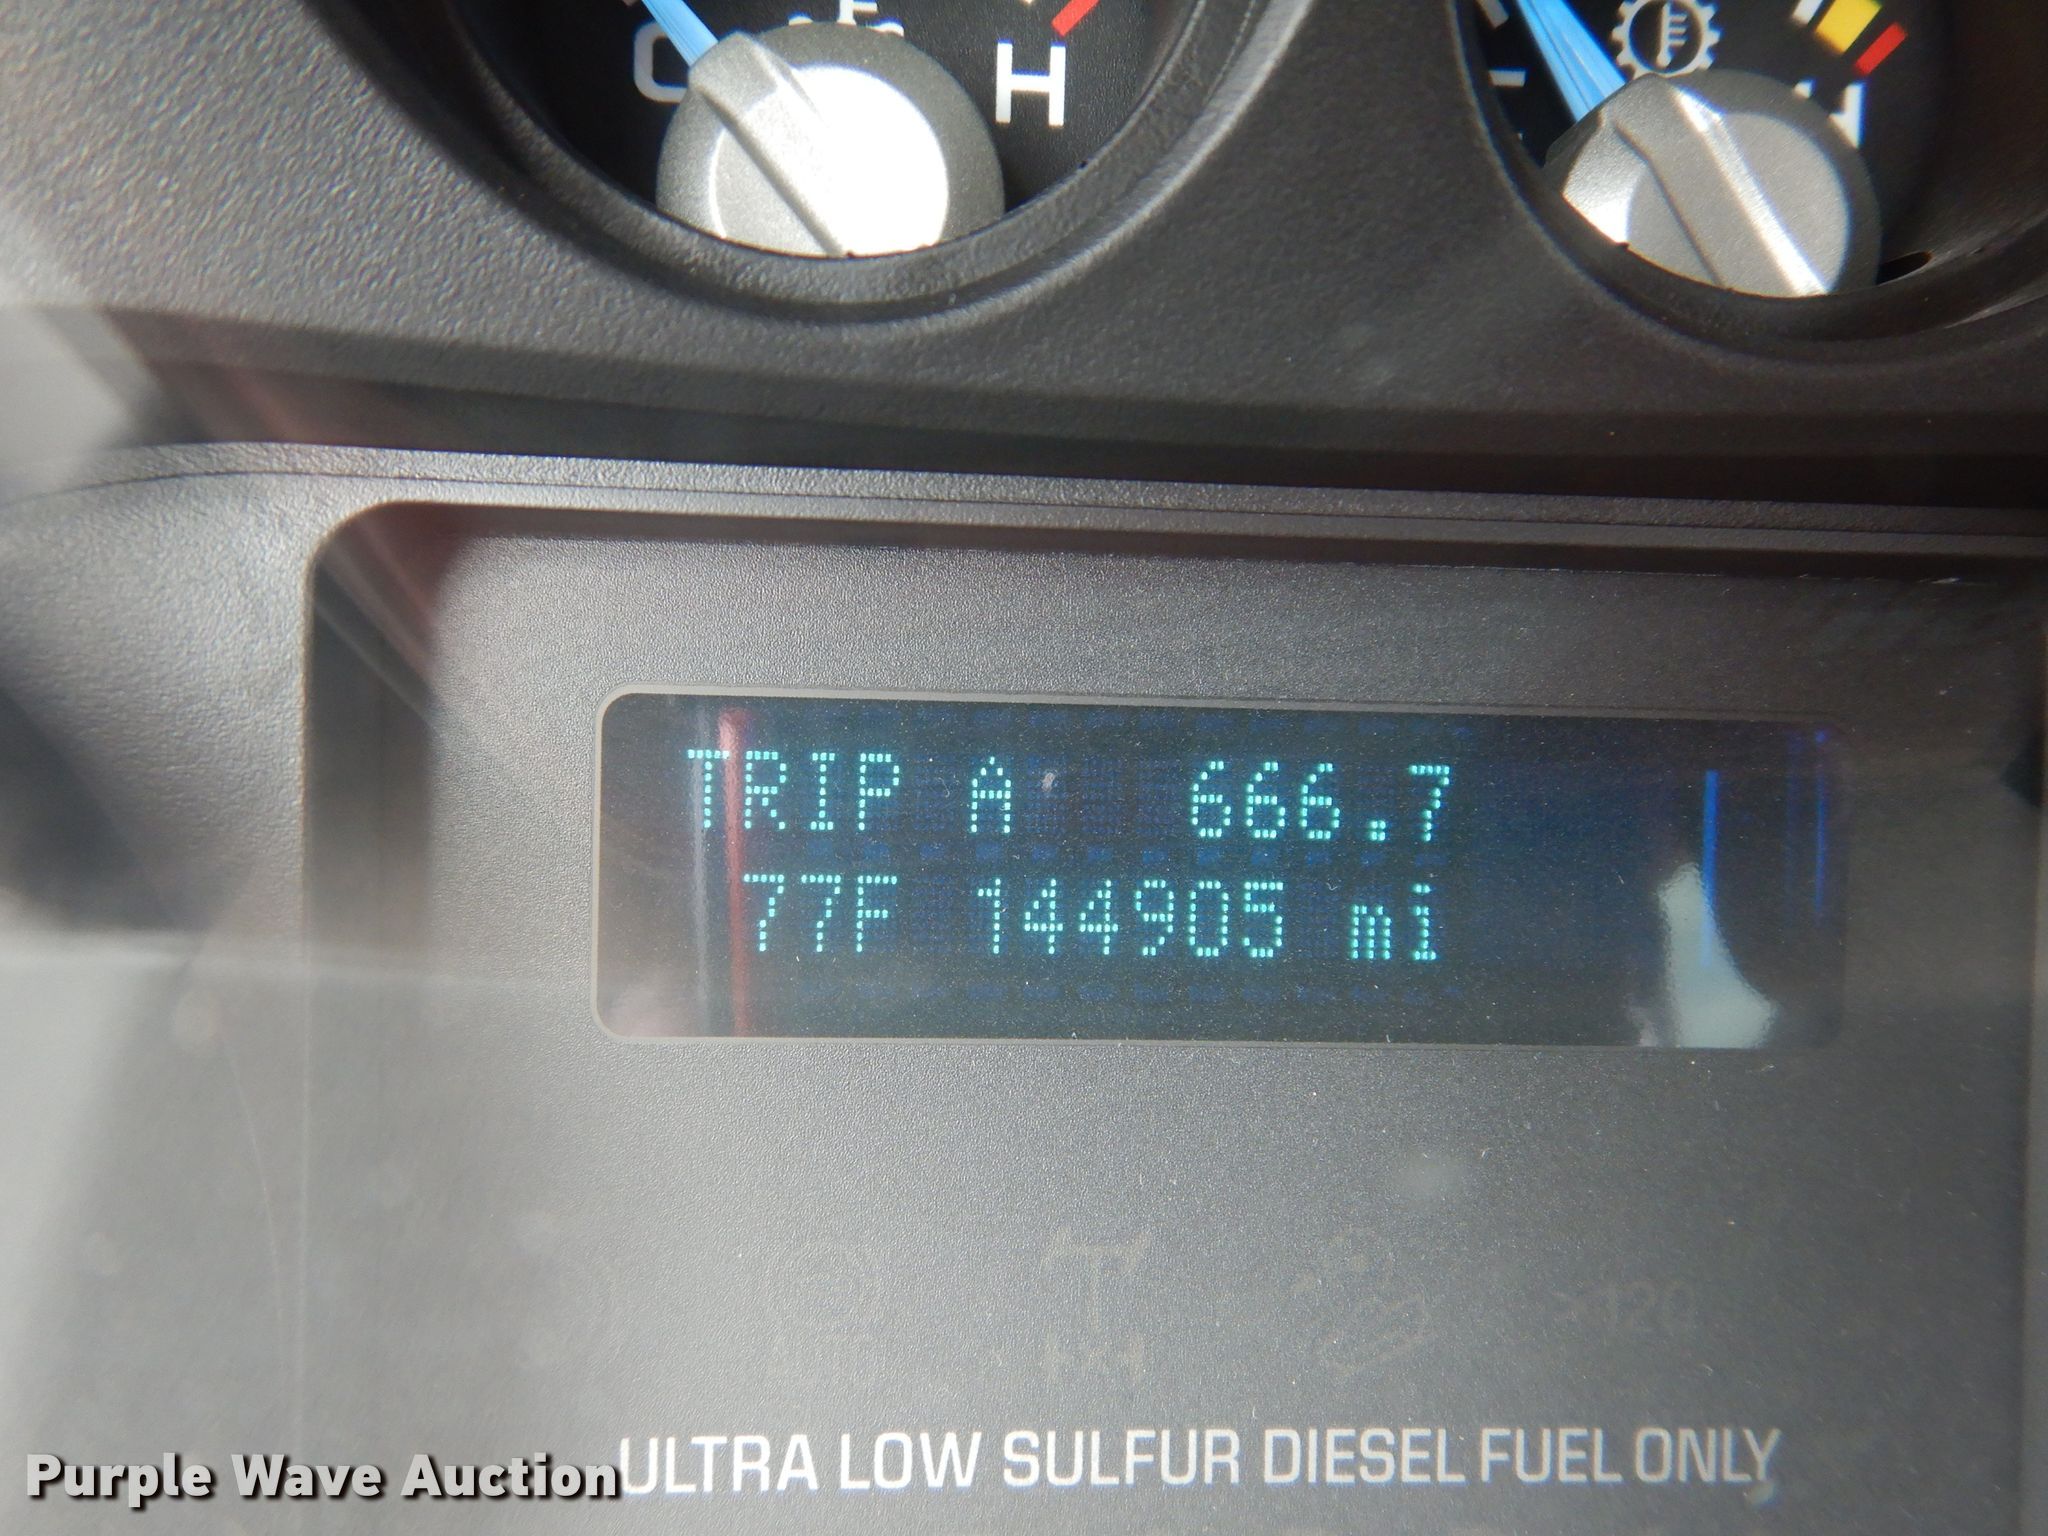 C H
H
TRIP A 666.7
77F 144905 mi
ULTRA LOW SULFUR DIESEL FUEL ONLY
Purple Wave Auction